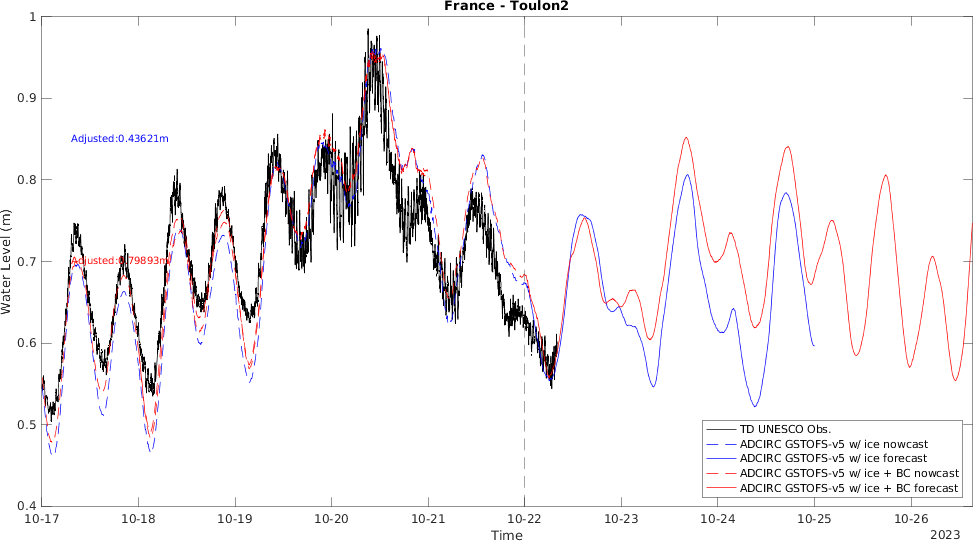 France - Toulon2
1
0.9
0.8
0.7
0.6
0.5
0.4
Water Level (m)
Adjusted:0.43621m
Adjusted:0.79893m
TD UNESCO Obs.
ADCIRC GSTOFS-v5 w/ ice nowcast
ADCIRC GSTOFS-v5 w/ ice forecast
ADCIRC GSTOFS-v5 w/ ice + BC nowcast
ADCIRC GSTOFS-v5 w/ ice + BC forecast
10-17 10-18 10-19 10-20 10-21 10-22 10-23 10-24 10-25 10-26
Time
2023